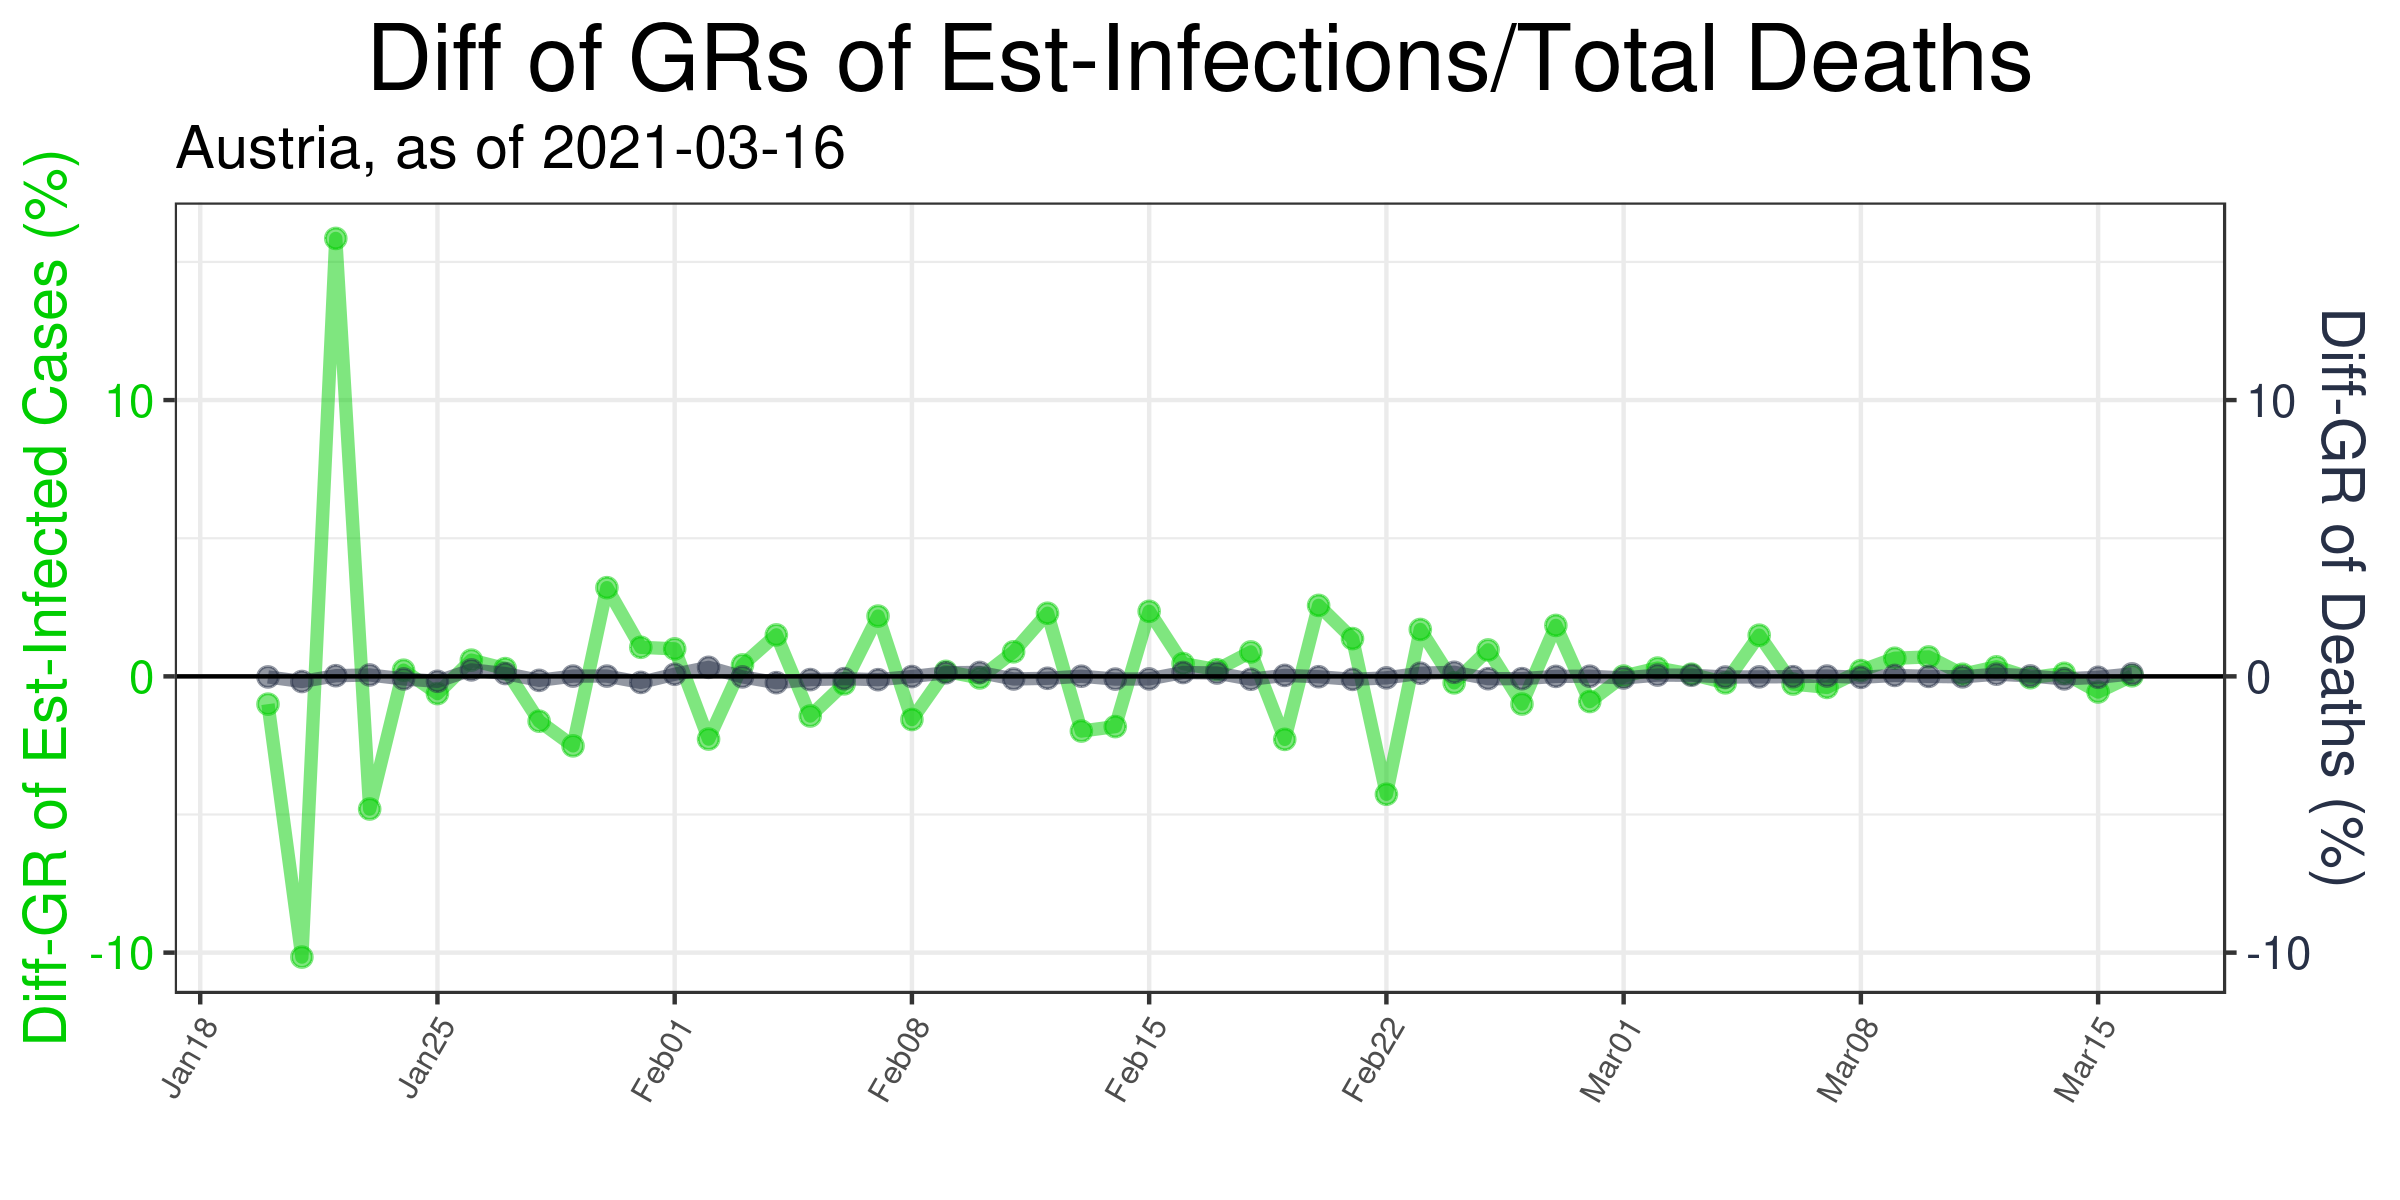 Diff of GRs of Est-Infections/Total Deaths
Austria, as of 2021-03-16
Diff-GR of Est-Infected Cases (%)
10
0
-10
10
0
-10
Diff-GR of Deaths (%)
Jan18
Jan25
Feb01
Feb08
Feb15
Feb22
Mar01
Mar08
Mar15